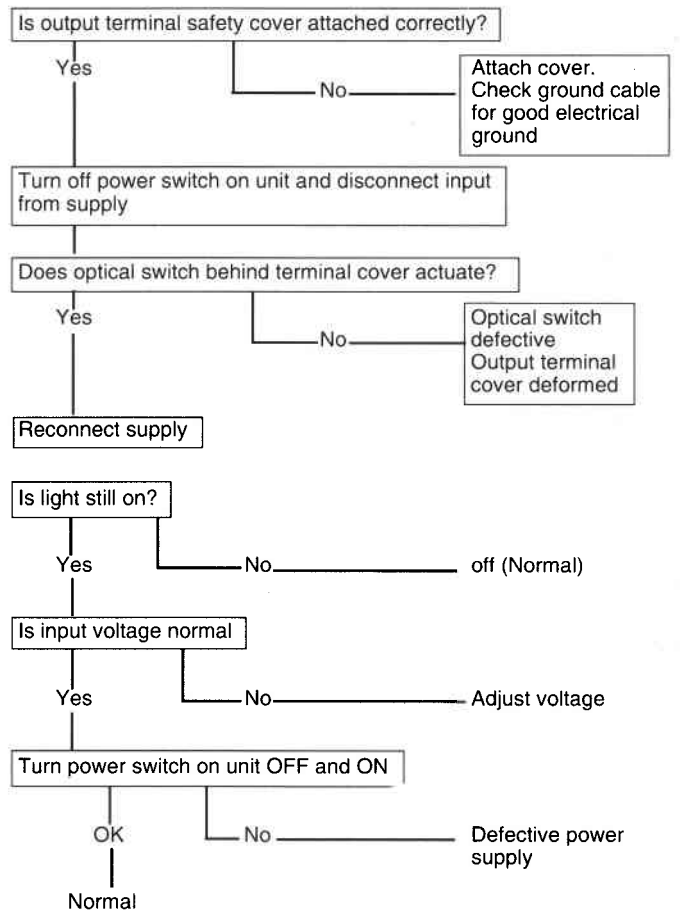 Is output terminal safety cover attached correctly?
Yes
No
Attach cover.
Check ground cable
for good electrical
ground
Turn off power switch on unit and disconnect input
from supply
Does optical switch behind terminal cover actuate?
Yes
No
Optical switch
defective
Output terminal
cover deformed
Reconnect supply
Is light still on?
Yes
No
off (Normal)
Is input voltage normal
Yes
No
Adjust voltage
Turn power switch on unit OFF and ON
OK
No
Defective power
supply
Normal